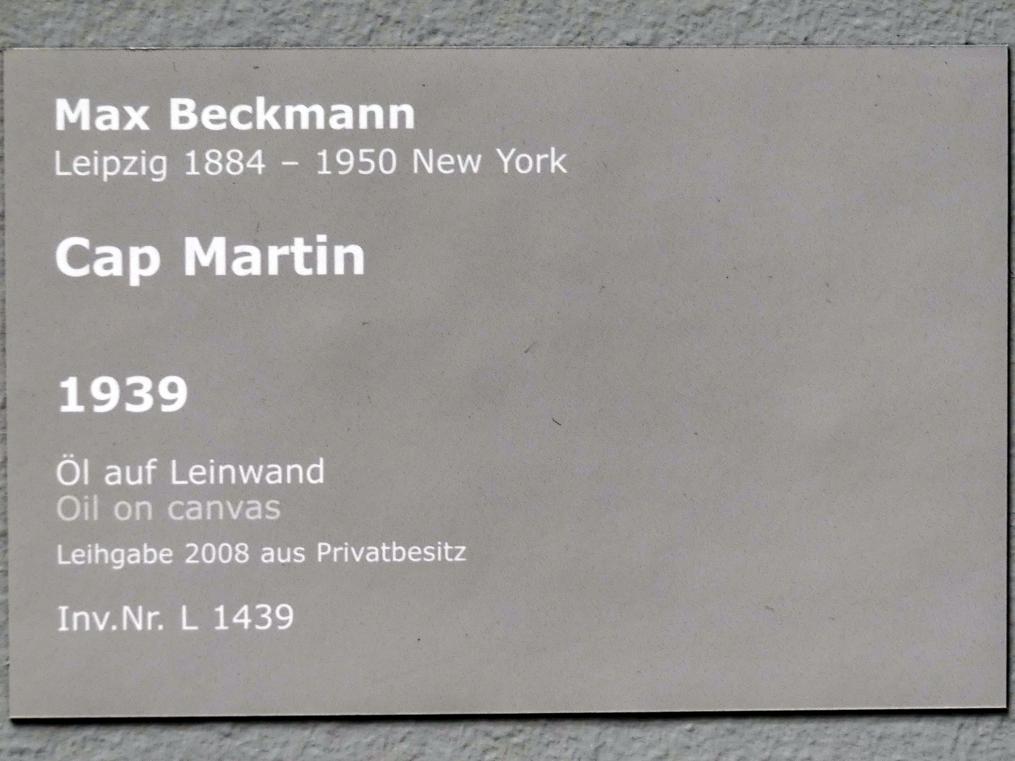 Max Beckmann
Leipzig 1884 – 1950 New York
Cap Martin
1939
Öl auf Leinwand
Oil on canvas
Leihgabe 2008 aus Privatbesitz
Inv.Nr. L 1439